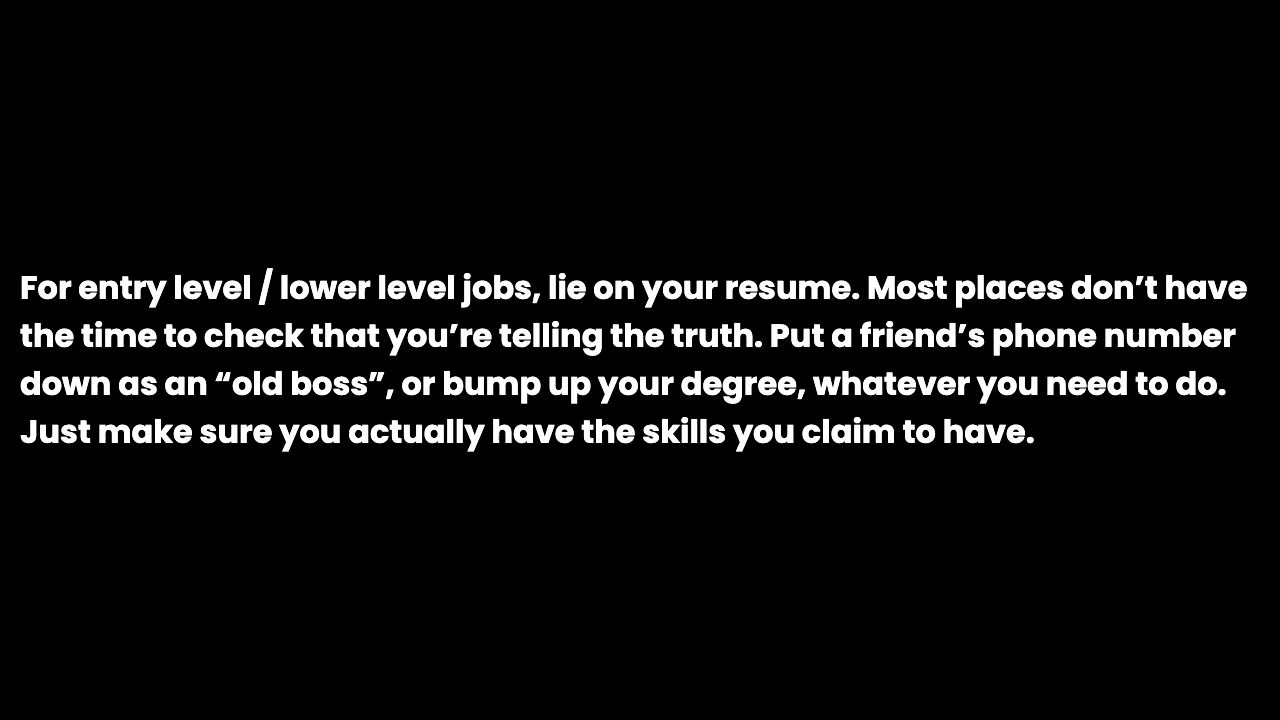 For entry level / lower level jobs, lie on your resume. Most places don’t have
the time to check that you’re telling the truth. Put a friend’s phone number
down as an “old boss”, or bump up your degree, whatever you need to do.
Just make sure you actually have the skills you claim to have.